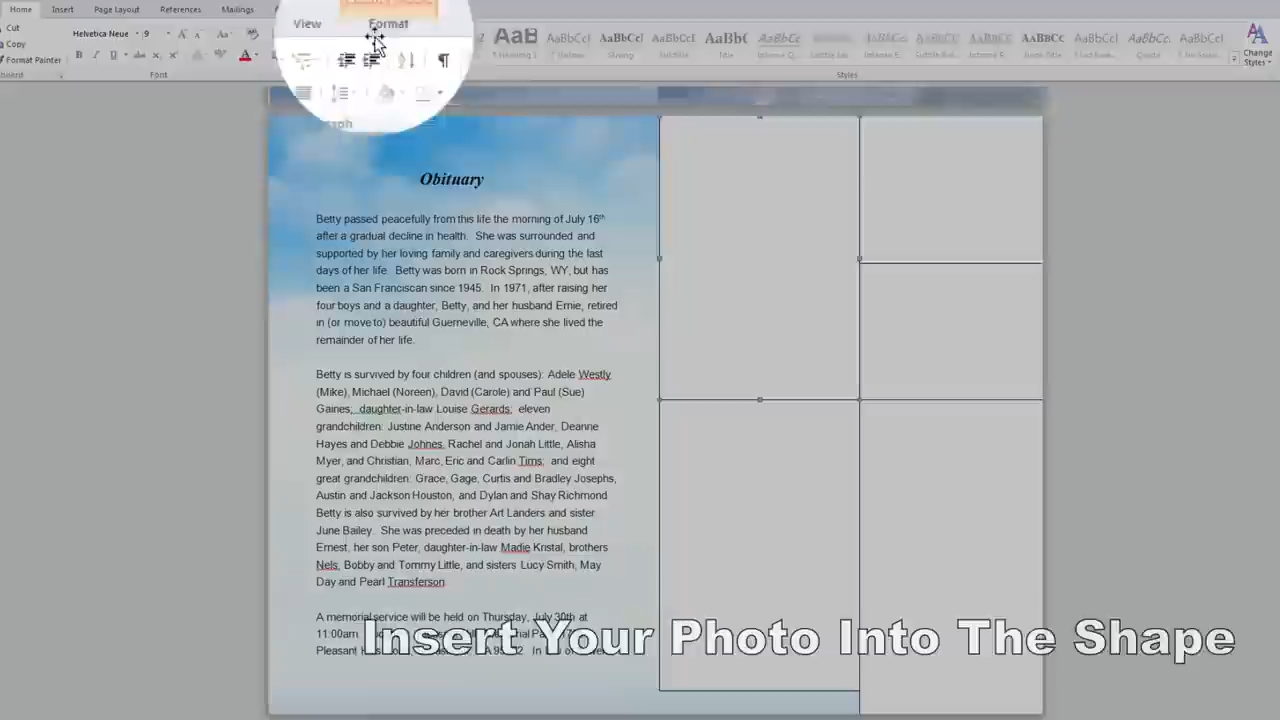 Home Insert Page Layout References Mailings View Format
Cut
Copy
Format Painter
Helvetica Neue 9
Font
Styles
Change
Styles
Obituary
Betty passed peacefully from this life the morning of July 16th
after a gradual decline in health. She was surrounded and
supported by her loving family and caregivers during the last
days of her life. Betty was born in Rock Springs, WY, but has
been a San Franciscan since 1945. In 1971, after raising her
four boys and a daughter, Betty, and her husband Ernie, retired
in (or move to) beautiful Guerneville, CA where she lived the
remainder of her life.
Betty is survived by four children (and spouses): Adele Westly
(Mike), Michael (Noreen), David (Carole) and Paul (Sue)
Gaines; daughter-in-law Louise Gerards; eleven
grandchildren: Justine Anderson and Jamie Ander, Deanne
Hayes and Debbie Johnes, Rachel and Jonah Little, Alisha
Myer, and Christian, Marc, Eric and Carlin Tims; and eight
great grandchildren: Grace, Gage, Curtis and Bradley Josephs,
Austin and Jackson Houston, and Dylan and Shay Richmond
Betty is also survived by her brother Art Landers and sister
June Bailey. She was preceded in death by her husband
Ernest, her son Peter, daughter-in-law Madie Kristal, brothers
Nels, Bobby and Tommy Little, and sisters Lucy Smith, May
Day and Pearl Transferson
A memorial service will be held on Thursday, July 30th at
11:00am
Pleasant
Insert Your Photo Into The Shape